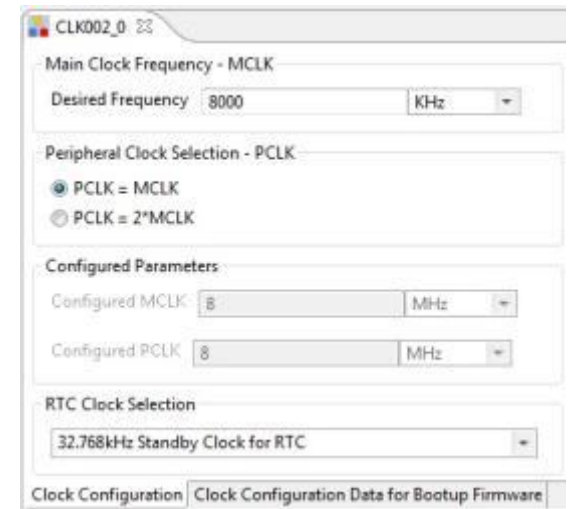 CLK002_0
Main Clock Frequency - MCLK
Desired Frequency 8000 KHz
Peripheral Clock Selection - PCLK
PCLK = MCLK
PCLK = 2*MCLK
Configured Parameters
Configured MCLK 8 MHz
Configured PCLK 8 MHz
RTC Clock Selection
32.768kHz Standby Clock for RTC
Clock Configuration Clock Configuration Data for Bootup Firmware